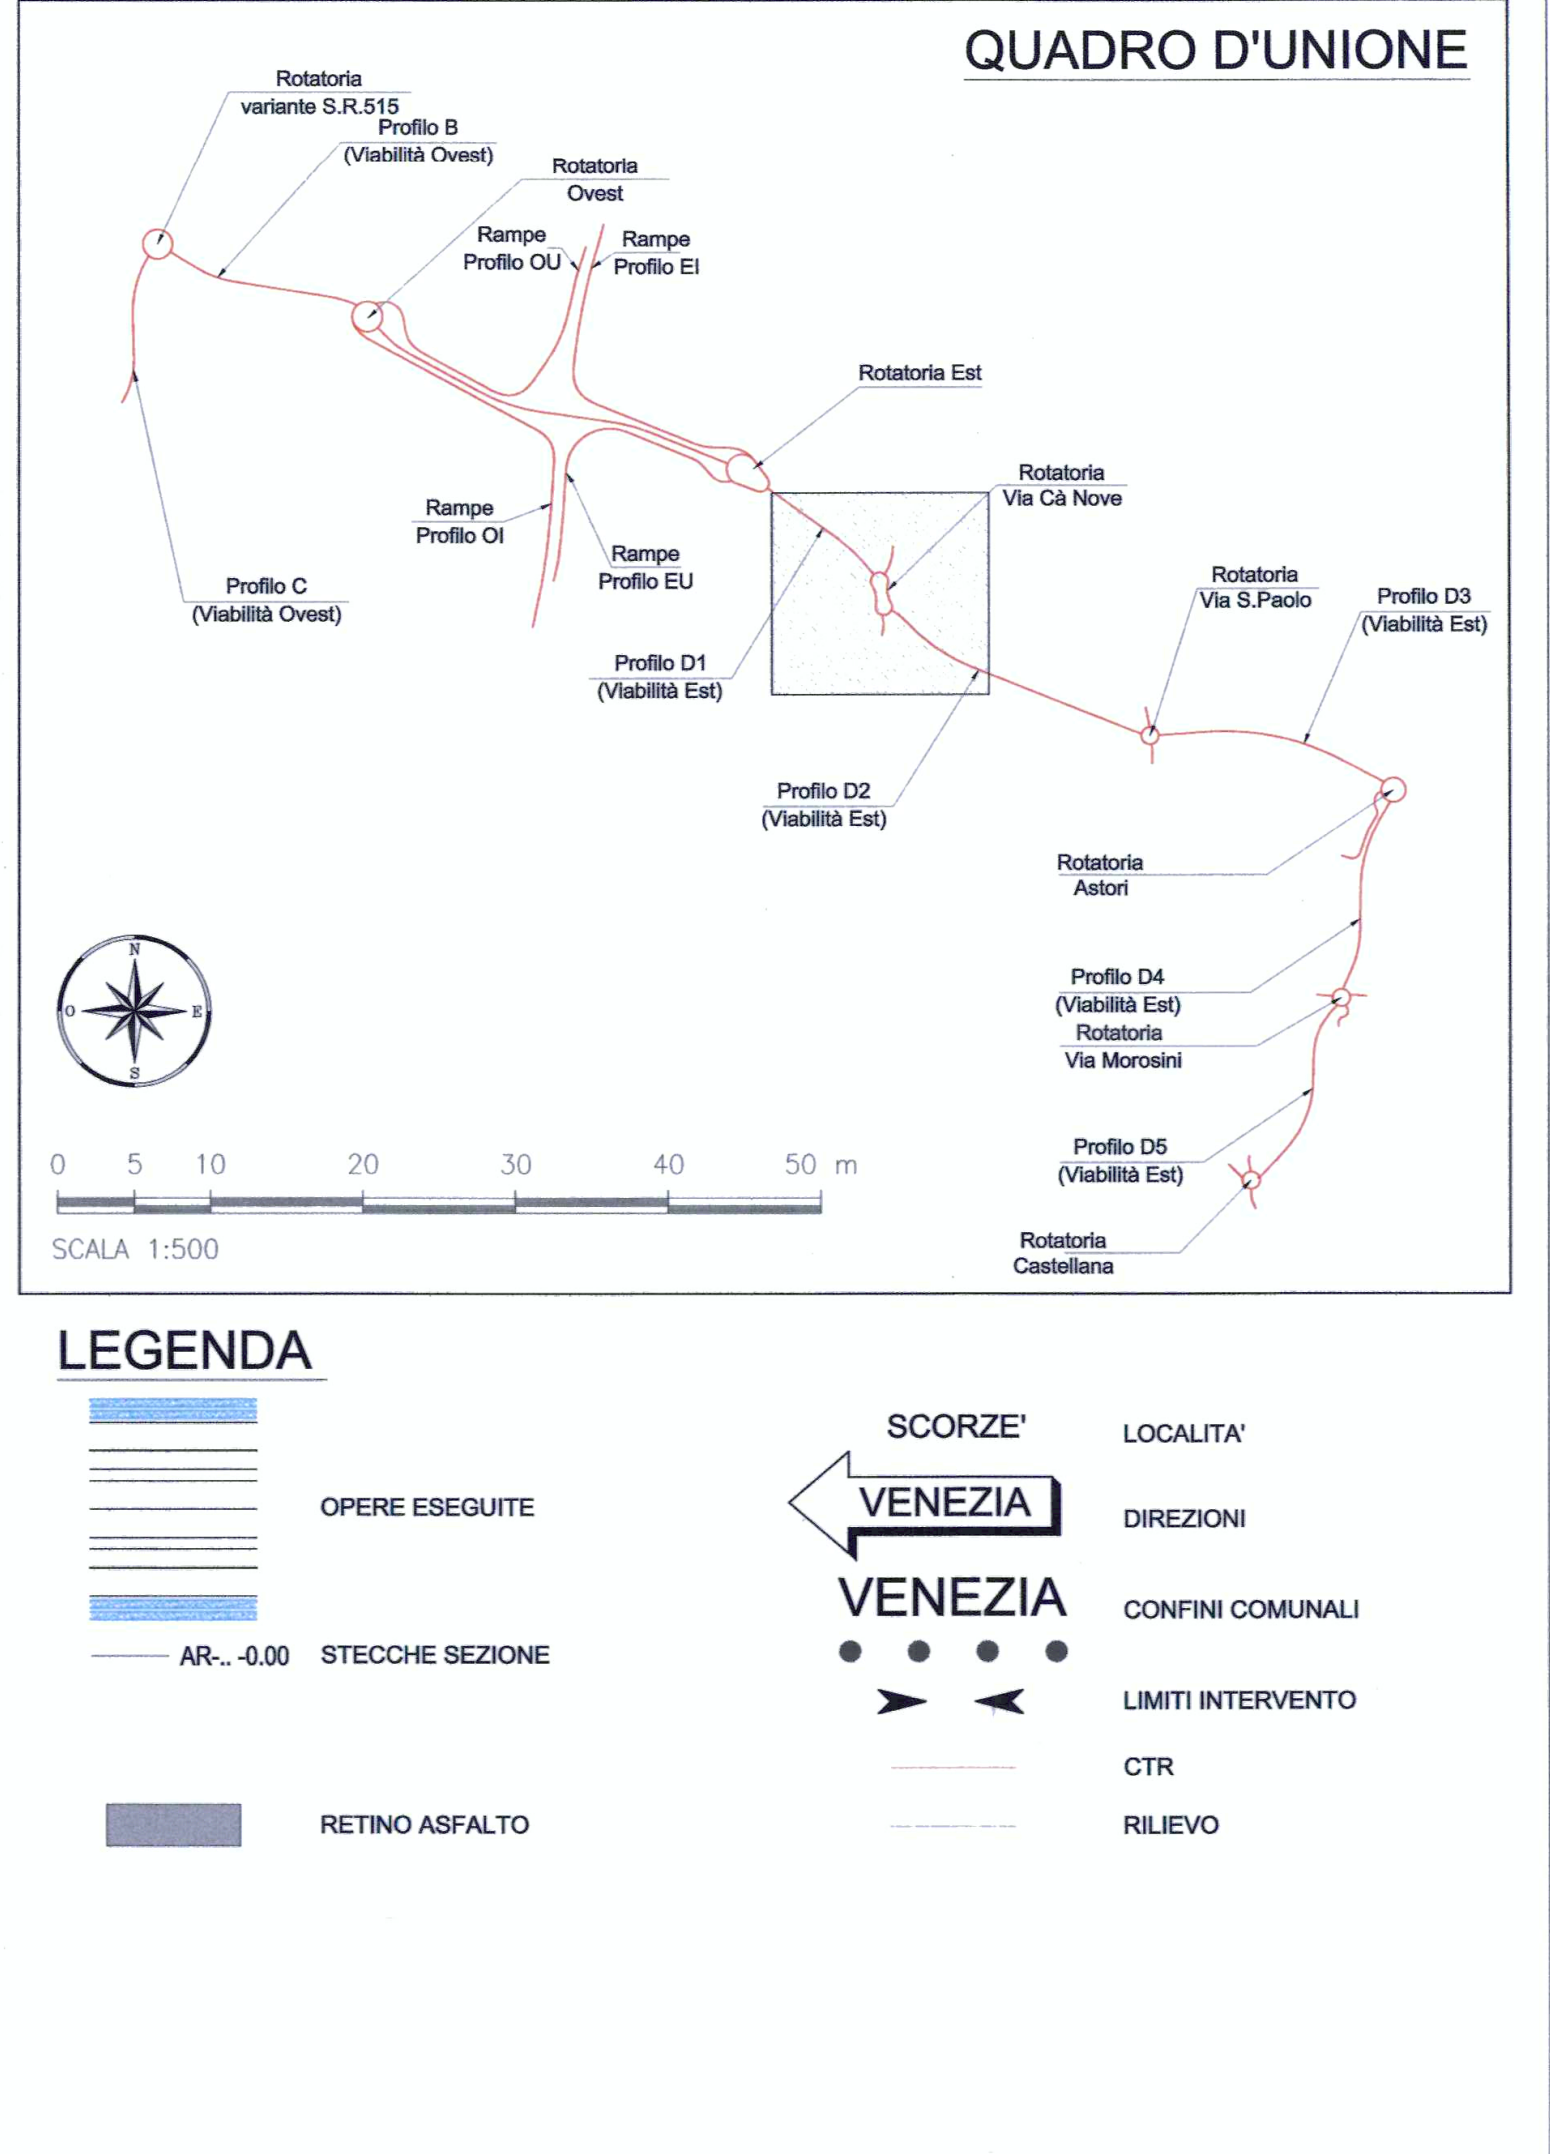 QUADRO D'UNIONE
Rotatoria
variante S.R.515
Profilo B
(Viabilità Ovest)
Rotatoria
Ovest
Rampe
Profilo OU
Rampe
Profilo EI
Rotatoria Est
Rotatoria
Via Cà Nove
Rampe
Profilo OI
Rampe
Profilo EU
Profilo C
(Viabilità Ovest)
Rotatoria
Via S.Paolo
Profilo D3
(Viabilità Est)
Profilo D1
(Viabilità Est)
Profilo D2
(Viabilità Est)
Rotatoria
Astori
Profilo D4
(Viabilità Est)
Rotatoria
Via Morosini
Profilo D5
(Viabilità Est)
Rotatoria
Castellana
N
O
E
S
0 5 10 20 30 40 50 m
SCALA 1:500
LEGENDA
OPERE ESEGUITE
AR-.. -0.00 STECCHE SEZIONE
RETINO ASFALTO
SCORZE' LOCALITA'
VENEZIA DIREZIONI
VENEZIA CONFINI COMUNALI
LIMITI INTERVENTO
CTR
RILIEVO